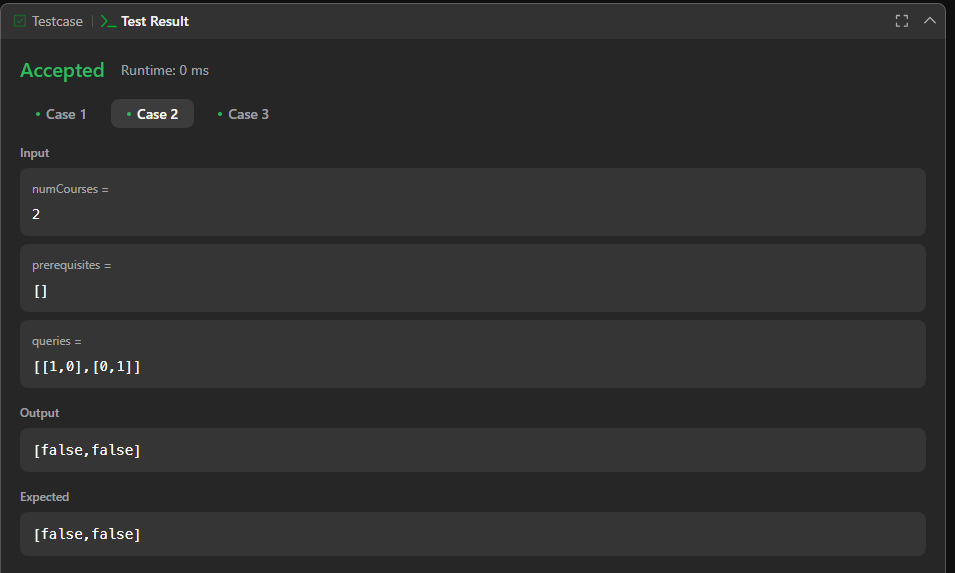 Testcase
Test Result
Accepted Runtime: 0 ms
Case 1 Case 2 Case 3
Input
numCourses =
2
prerequisites =
[]
queries =
[[1,0],[0,1]]
Output
[false,false]
Expected
[false,false]